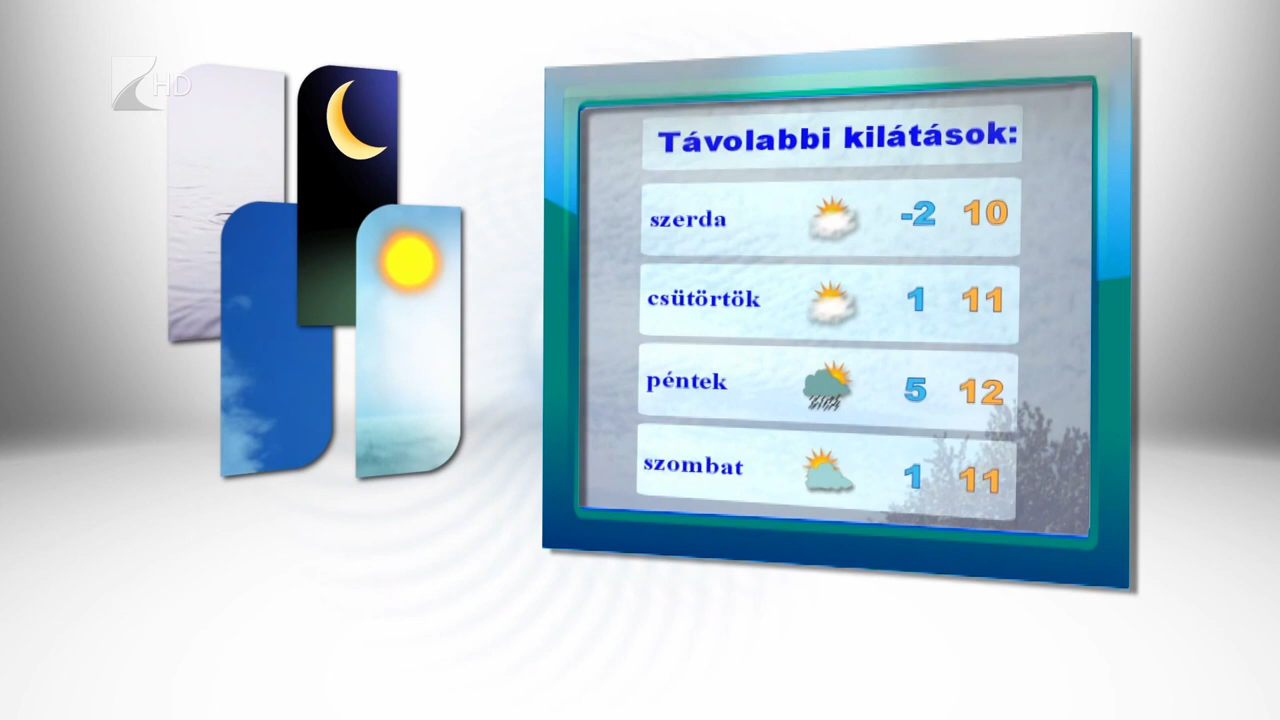 HD
Távolabbi kilátások:
szerda -2 10
csütörtök 1 11
péntek 5 12
szombat 1 11